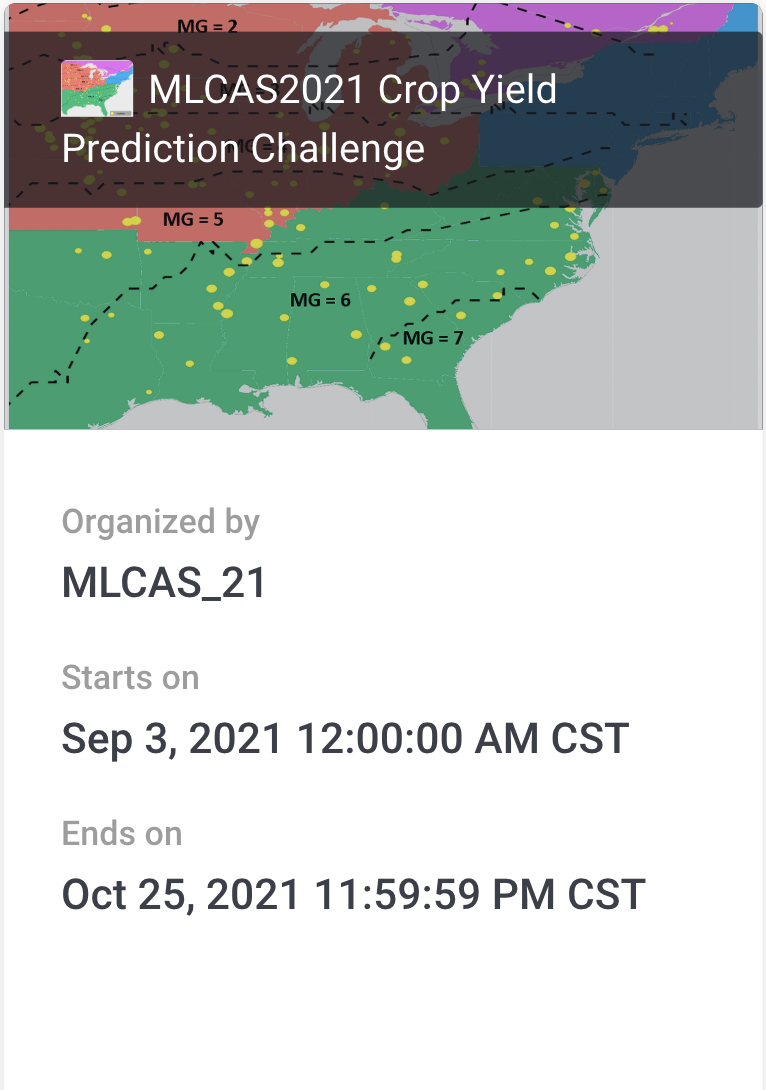 MG = 2
MLCAS2021 Crop Yield
Prediction Challenge
MG = 5
MG = 6
MG = 7
Organized by
MLCAS_21
Starts on
Sep 3, 2021 12:00:00 AM CST
Ends on
Oct 25, 2021 11:59:59 PM CST